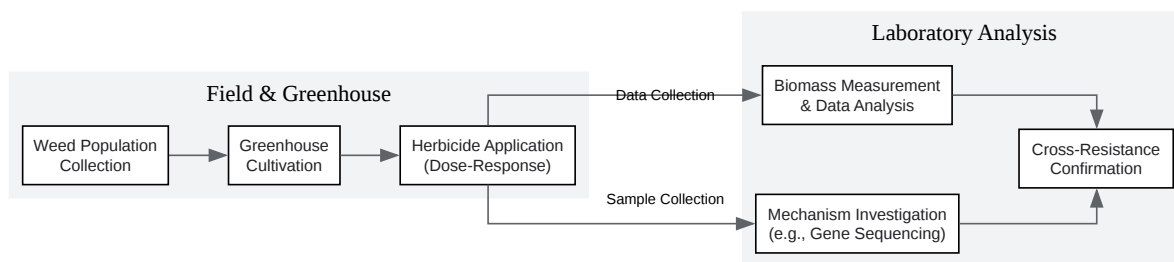 Field & Greenhouse
Weed Population
Collection
Greenhouse
Cultivation
Herbicide Application
(Dose-Response)
Data Collection
Sample Collection
Laboratory Analysis
Biomass Measurement
& Data Analysis
Mechanism Investigation
(e.g., Gene Sequencing)
Cross-Resistance
Confirmation